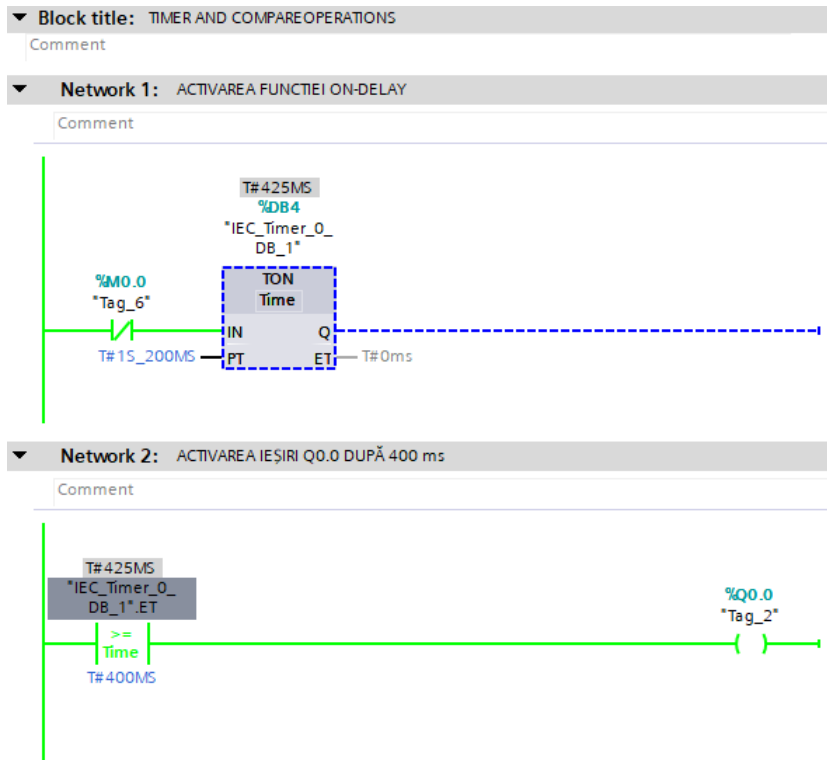 Block title: TIMER AND COMPAREOPERATIONS
Comment
Network 1: ACTIVAREA FUNCTIEI ON-DELAY
Comment
T#425MS
%DB4
"IEC_Timer_0_
DB_1"
%M0.0
"Tag_6"
TON
Time
IN
Q
T#1S_200MS
PT
ET
T#0ms
Network 2: ACTIVAREA IEȘIRI Q0.0 DUPĂ 400 ms
Comment
T#425MS
"IEC_Timer_0_
DB_1".ET
%Q0.0
"Tag_2"
>=
Time
T#400MS